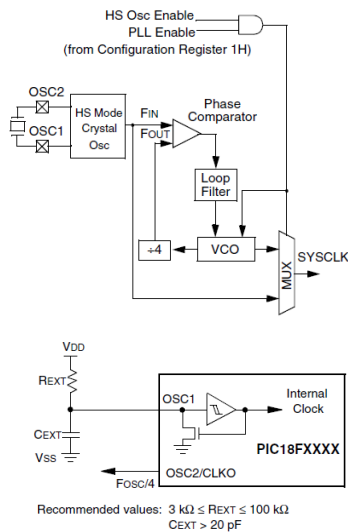 HS Osc Enable
PLL Enable
(from Configuration Register 1H)
OSC2
OSC1
HS Mode
Crystal
Osc
FIN
FOUT
Phase
Comparator
Loop
Filter
÷4
VCO
MUX
SYSCLK
VDD
REXT
CEXT
VSS
OSC1
Internal
Clock
PIC18FXXXX
OSC2/CLKO
FOSC/4
Recommended values: 3 kΩ ≤ REXT ≤ 100 kΩ
CEXT > 20 pF